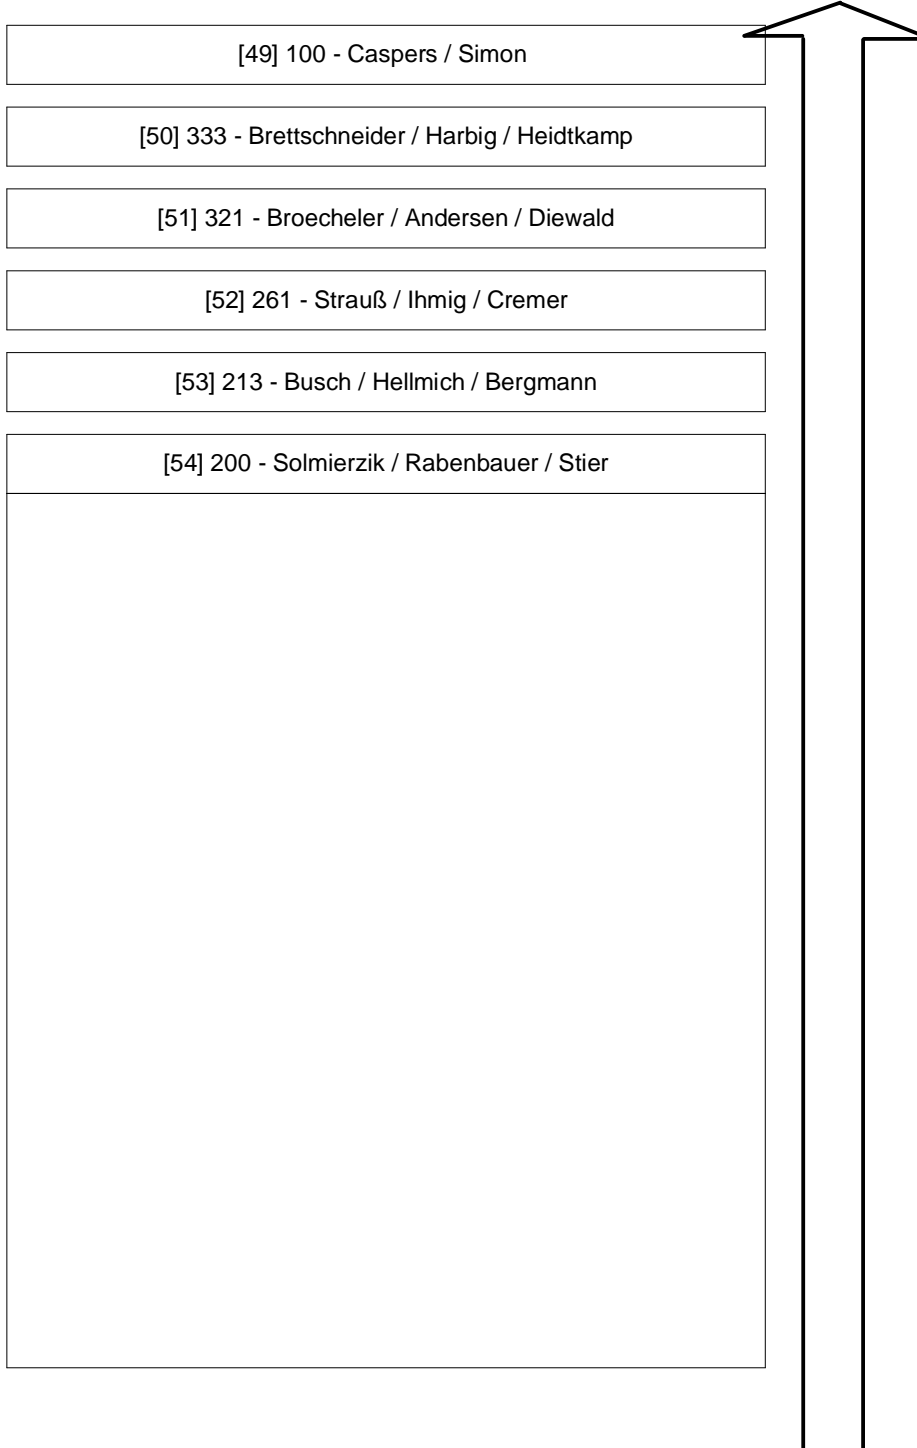 [49] 100 - Caspers / Simon
[50] 333 - Brettschneider / Harbig / Heidtkamp
[51] 321 - Broecheler / Andersen / Diewald
[52] 261 - Strauß / Ihmig / Cremer
[53] 213 - Busch / Hellmich / Bergmann
[54] 200 - Solmierzik / Rabenbauer / Stier